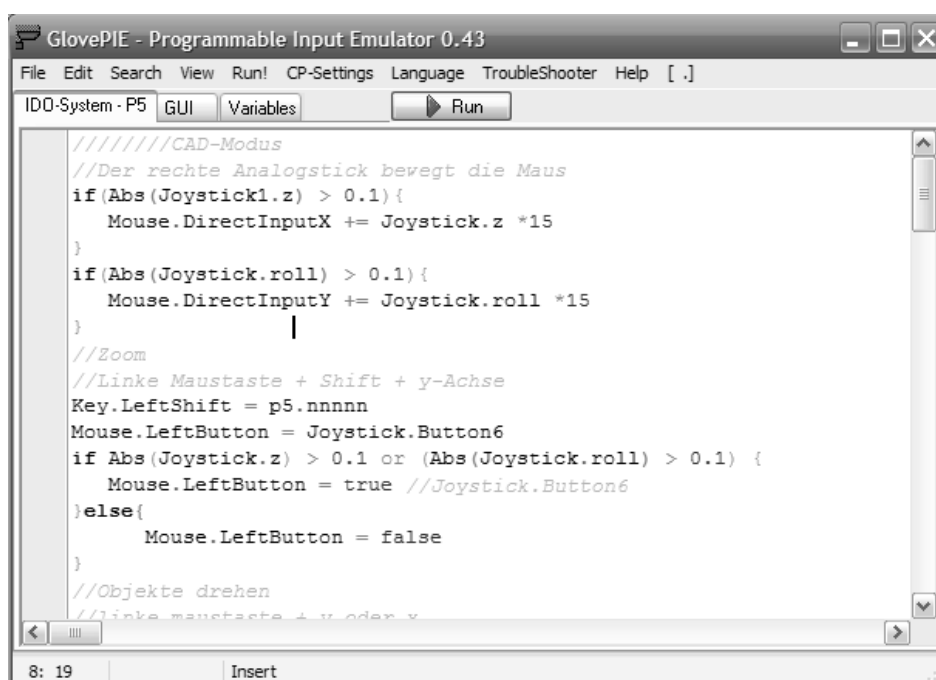 GlovePIE - Programmable Input Emulator 0.43
File Edit Search View Run! CP-Settings Language TroubleShooter Help [ .]
IDO-System - P5 GUI Variables Run
////////CAD-Modus
//Der rechte Analogstick bewegt die Maus
if(Abs(Joystick1.z) > 0.1){
Mouse.DirectInputX += Joystick.z *15
}
if(Abs(Joystick.roll) > 0.1){
Mouse.DirectInputY += Joystick.roll *15
}
//Zoom
//Linke Maustaste + Shift + y-Achse
Key.LeftShift = p5.nnnnn
Mouse.LeftButton = Joystick.Button6
if Abs(Joystick.z) > 0.1 or (Abs(Joystick.roll) > 0.1) {
Mouse.LeftButton = true //Joystick.Button6
}else{
Mouse.LeftButton = false
}
//Objekte drehen
//linke maustaste + y oder x
8: 19 Insert